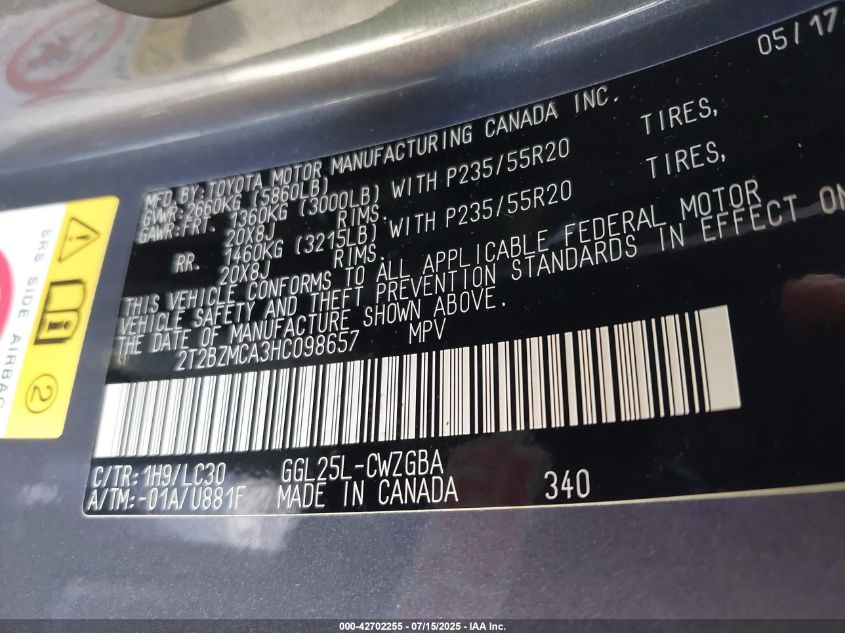 05/17
MFD.BY:TOYOTA MOTOR MANUFACTURING CANADA INC.
GVWR:2660KG (5860LB)
GAWR:FRT. 1360KG (3000LB) WITH P235/55R20 TIRES,
20X8J RIMS.
RR. 1460KG (3215LB) WITH P235/55R20 TIRES,
20X8J RIMS.
THIS VEHICLE CONFORMS TO ALL APPLICABLE FEDERAL MOTOR
VEHICLE SAFETY AND THEFT PREVENTION STANDARDS IN EFFECT ON
THE DATE OF MANUFACTURE SHOWN ABOVE.
2T2BZMCA3HC098657 MPV
C/TR:1H9/LC30 GGL25L-CWZGBA
A/TM:-01A/U881F MADE IN CANADA 340
SRS SIDE AIRBAG
2
000-42702255 - 07/15/2025 - IAA Inc.